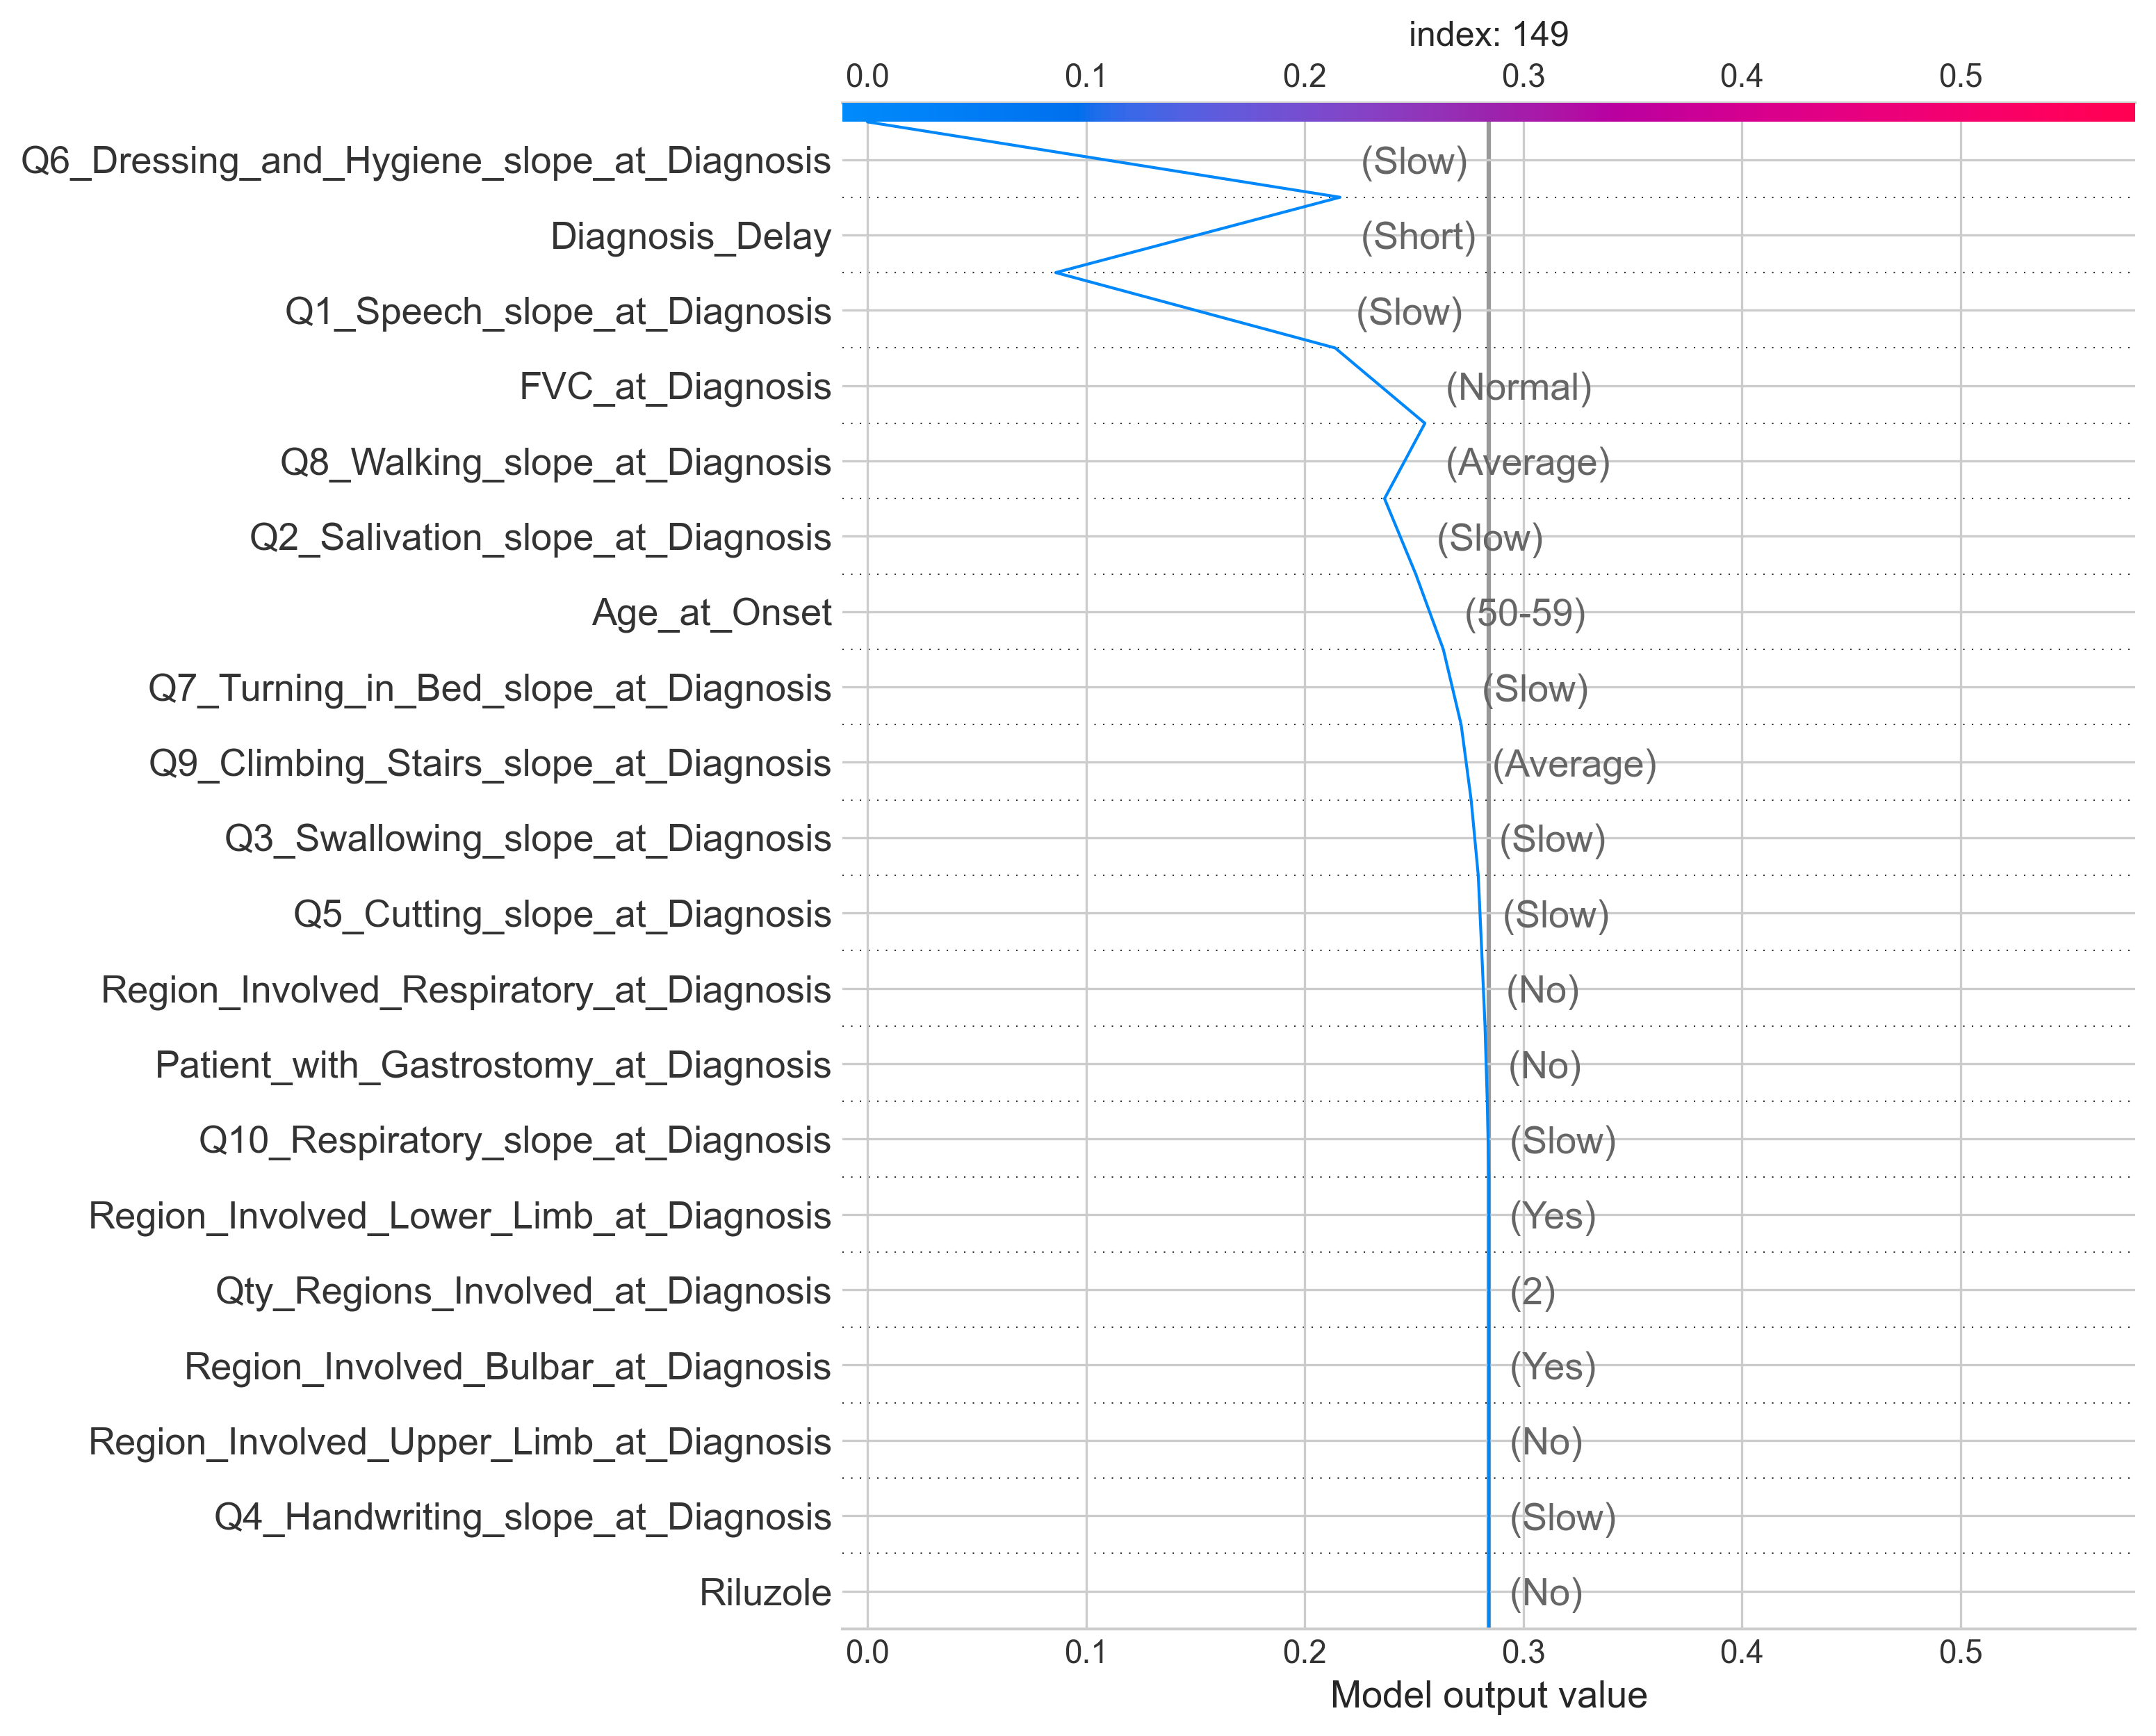 index: 149
0.0 0.1 0.2 0.3 0.4 0.5
Q6_Dressing_and_Hygiene_slope_at_Diagnosis (Slow)
Diagnosis_Delay (Short)
Q1_Speech_slope_at_Diagnosis (Slow)
FVC_at_Diagnosis (Normal)
Q8_Walking_slope_at_Diagnosis (Average)
Q2_Salivation_slope_at_Diagnosis (Slow)
Age_at_Onset (50-59)
Q7_Turning_in_Bed_slope_at_Diagnosis (Slow)
Q9_Climbing_Stairs_slope_at_Diagnosis (Average)
Q3_Swallowing_slope_at_Diagnosis (Slow)
Q5_Cutting_slope_at_Diagnosis (Slow)
Region_Involved_Respiratory_at_Diagnosis (No)
Patient_with_Gastrostomy_at_Diagnosis (No)
Q10_Respiratory_slope_at_Diagnosis (Slow)
Region_Involved_Lower_Limb_at_Diagnosis (Yes)
Qty_Regions_Involved_at_Diagnosis (2)
Region_Involved_Bulbar_at_Diagnosis (Yes)
Region_Involved_Upper_Limb_at_Diagnosis (No)
Q4_Handwriting_slope_at_Diagnosis (Slow)
Riluzole (No)
0.0 0.1 0.2 0.3 0.4 0.5
Model output value